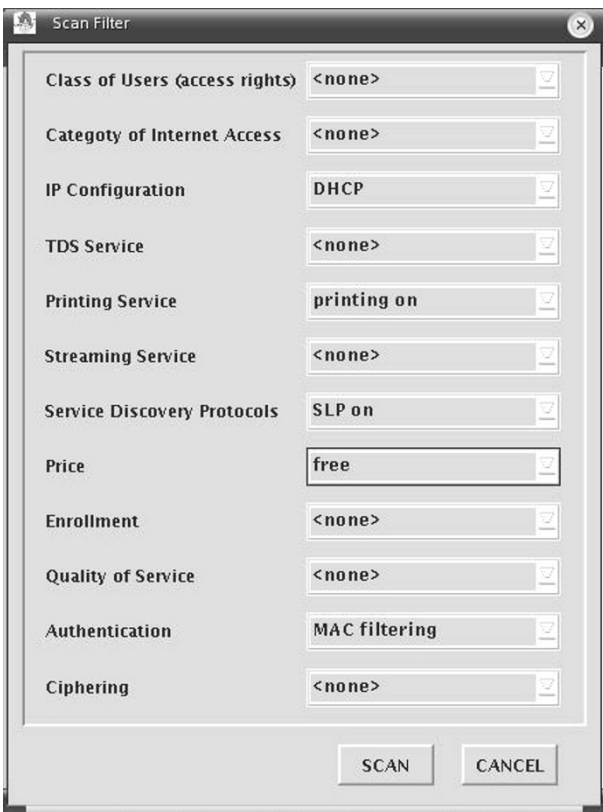 Scan Filter
Class of Users (access rights) <none>
Categoty of Internet Access <none>
IP Configuration DHCP
TDS Service <none>
Printing Service printing on
Streaming Service <none>
Service Discovery Protocols SLP on
Price free
Enrollment <none>
Quality of Service <none>
Authentication MAC filtering
Ciphering <none>
SCAN CANCEL